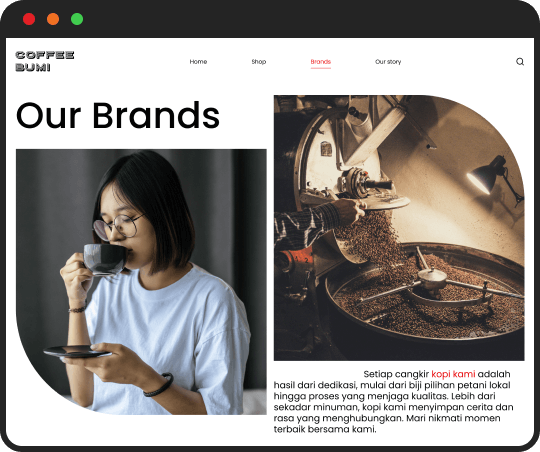 COFFEE
BUMI
Home Shop Brands Our story
Our Brands
Setiap cangkir kopi kami adalah
hasil dari dedikasi, mulai dari biji pilihan petani lokal
hingga proses yang menjaga kualitas. Lebih dari
sekadar minuman, kopi kami menyimpan cerita dan
rasa yang menghubungkan. Mari nikmati momen
terbaik bersama kami.